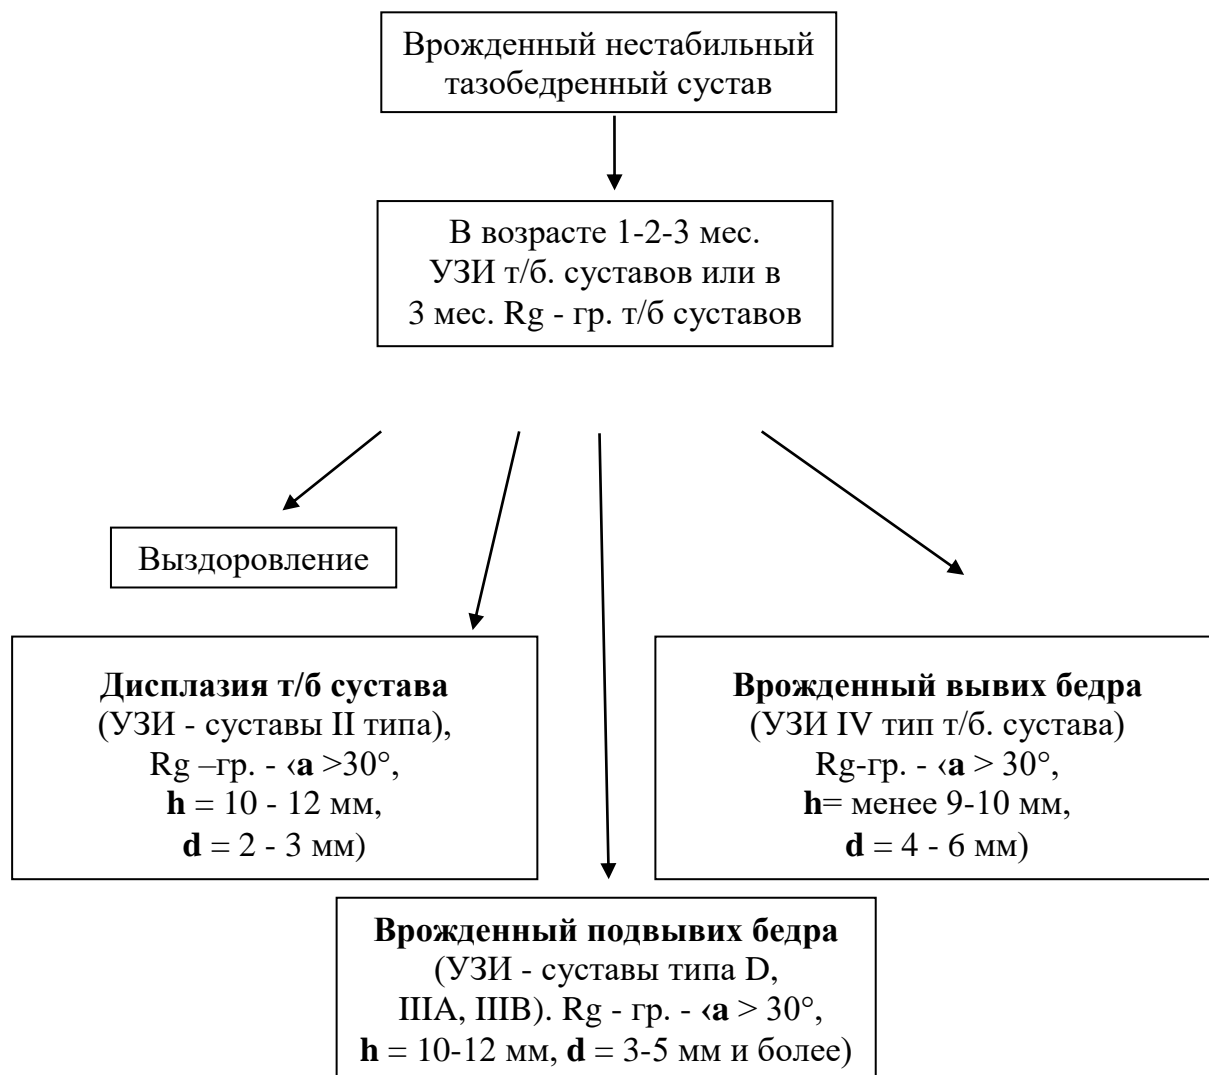 Врожденный нестабильный
тазобедренный сустав
В возрасте 1-2-3 мес.
УЗИ т/б. суставов или в
3 мес. Rg - гр. т/б суставов
Выздоровление
Дисплазия т/б сустава
(УЗИ - суставы II типа),
Rg –гр. - ‹a >30°,
h = 10 - 12 мм,
d = 2 - 3 мм)
Врожденный вывих бедра
(УЗИ IV тип т/б. сустава)
Rg-гр. - ‹a > 30°,
h= менее 9-10 мм,
d = 4 - 6 мм)
Врожденный подвывих бедра
(УЗИ - суставы типа D,
IIIA, IIIB). Rg - гр. - ‹a > 30°,
h = 10-12 мм, d = 3-5 мм и более)